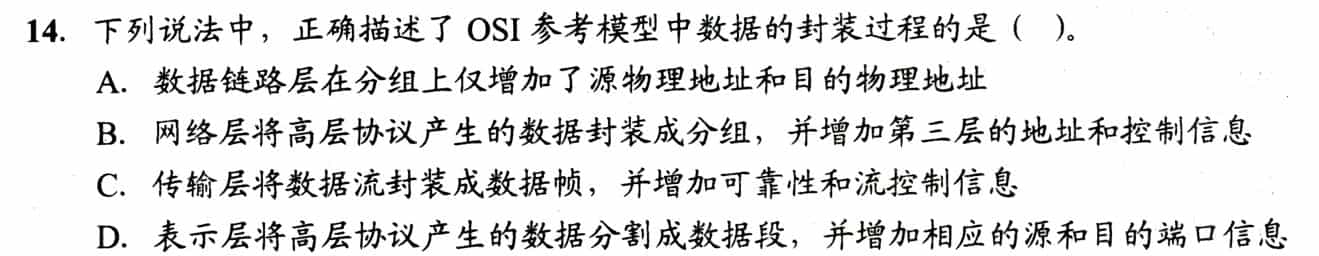 14. 下列说法中，正确描述了 OSI 参考模型中数据的封装过程的是（ ）。
A. 数据链路层在分组上仅增加了源物理地址和目的物理地址
B. 网络层将高层协议产生的数据封装成分组，并增加第三层的地址和控制信息
C. 传输层将数据流封装成数据帧，并增加可靠性和流控制信息
D. 表示层将高层协议产生的数据分割成数据段，并增加相应的源和目的端口信息